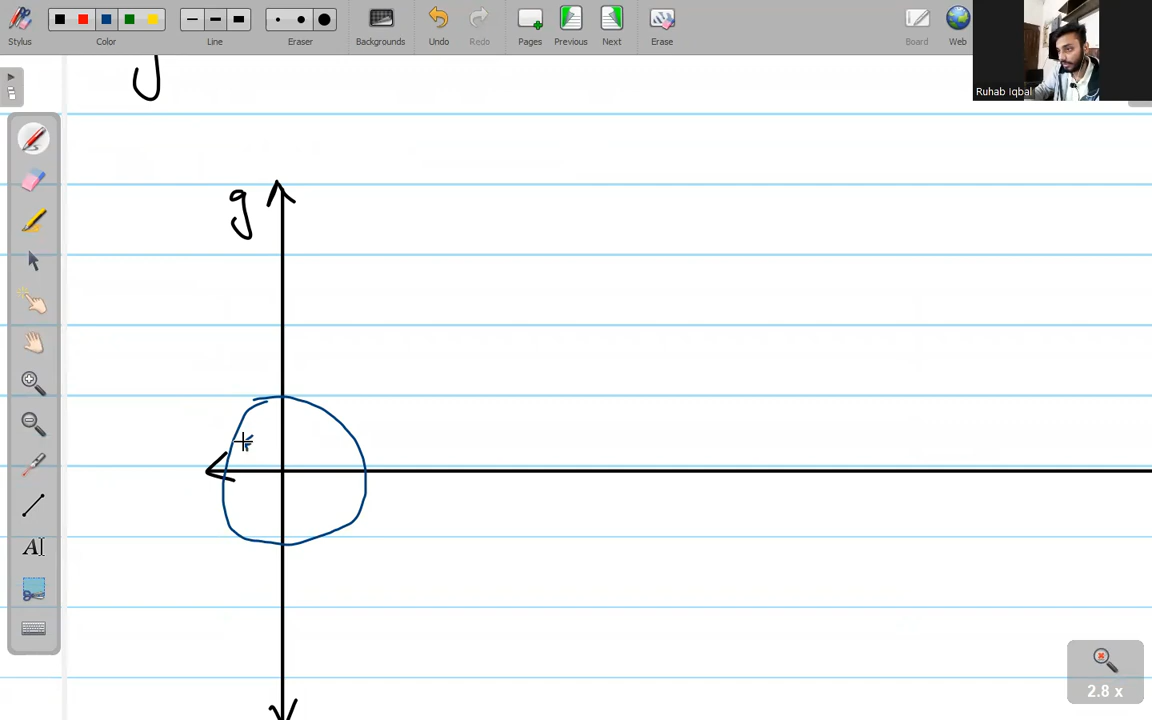 Stylus
Color
Line
Eraser
Backgrounds
Undo
Redo
Pages
Previous
Next
Erase
Board
Web
Ruhab Iqbal
g
A
2.8 x